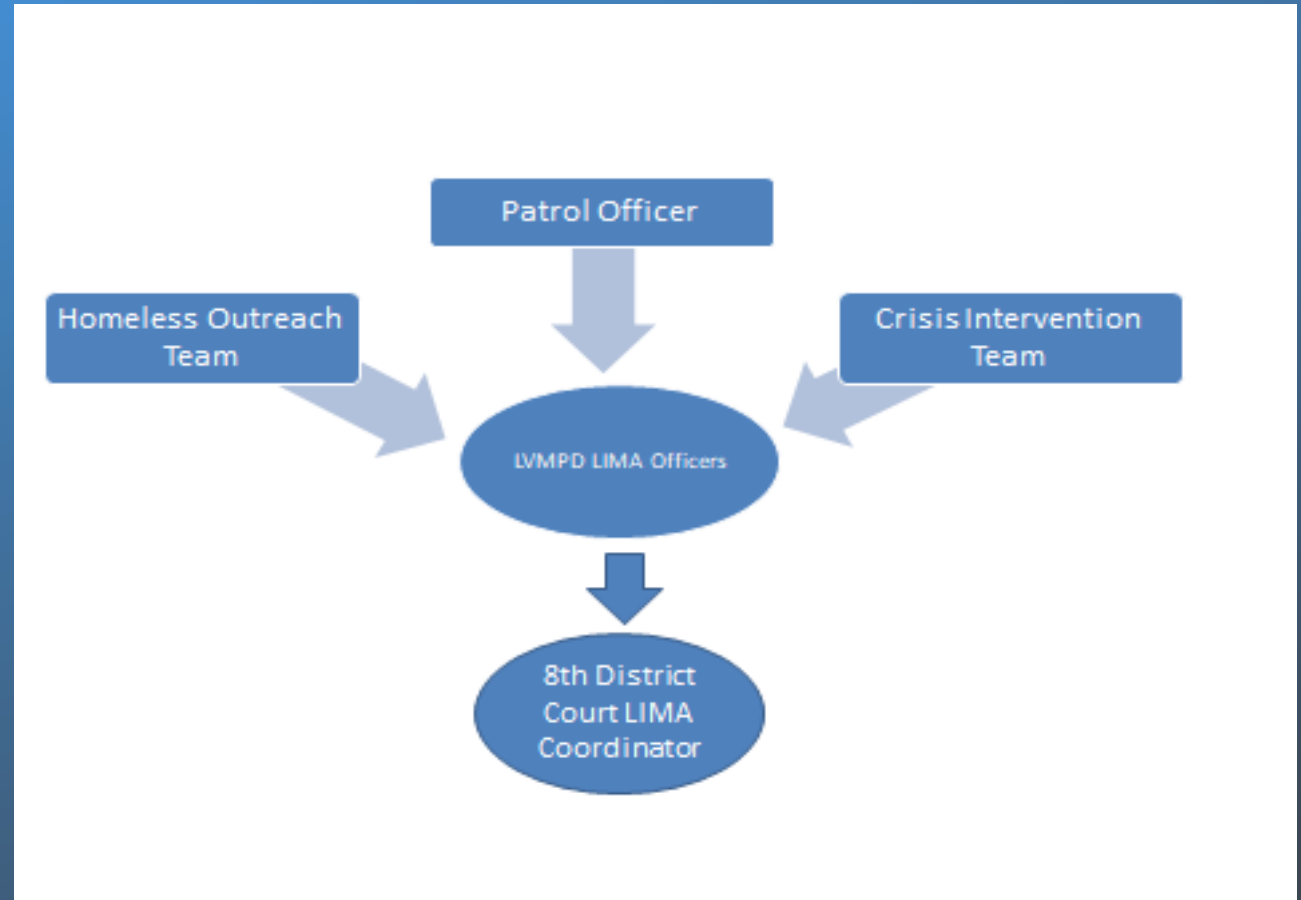 Patrol Officer
Homeless Outreach
Team
Crisis Intervention
Team
LVMPD LIMA Officers
8th District
Court LIMA
Coordinator